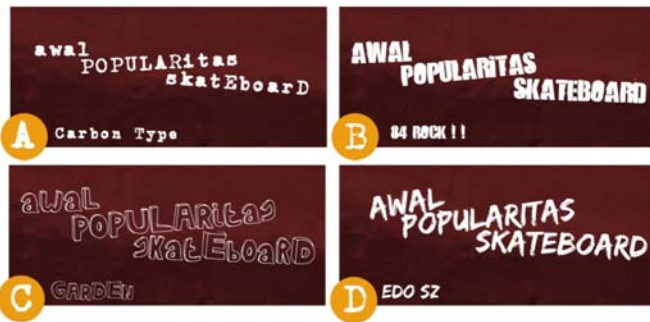 awal
POPULARitas
skatEboarD
A Carbon Type
AWAL
POPULARiTAS
SKATEBOARD
B 84 ROCK ! !
awal
POPULARitas
skatEboARD
C GARDEN
AWAL
POPULARITAS
SKATEBOARD
D EDO SZ